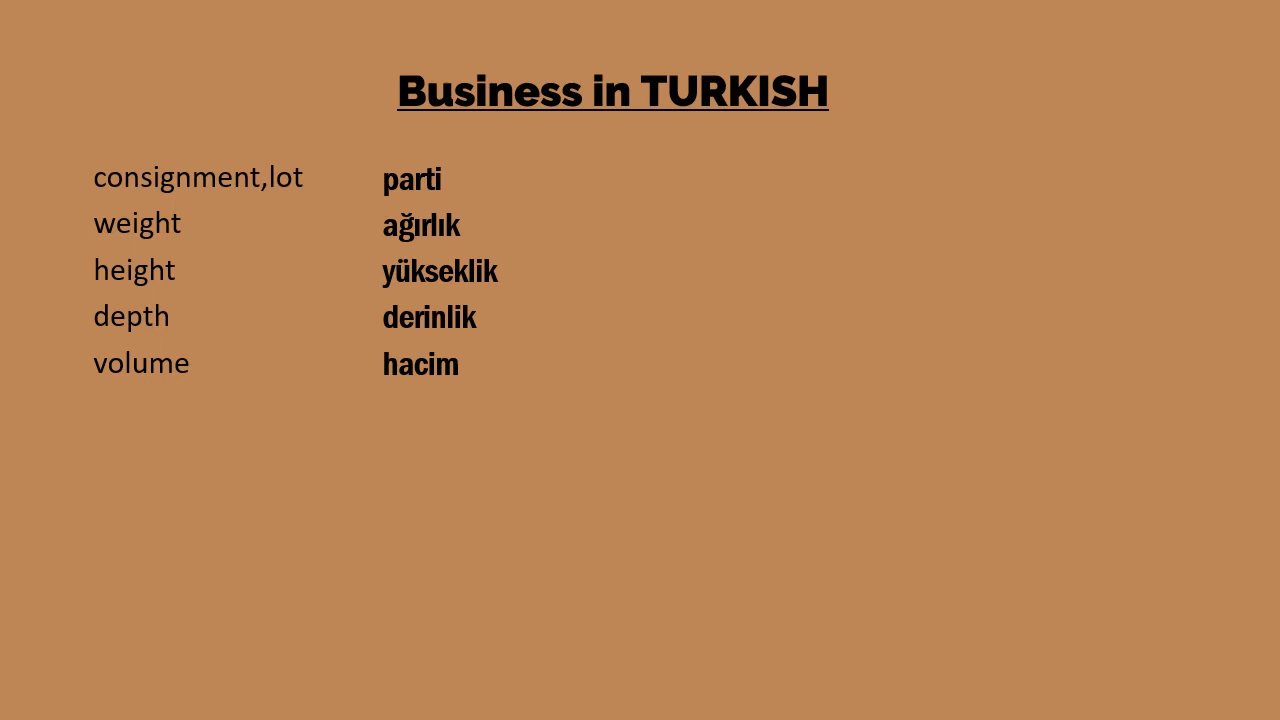 Business in TURKISH
consignment,lot parti
weight ağırlık
height yükseklik
depth derinlik
volume hacim